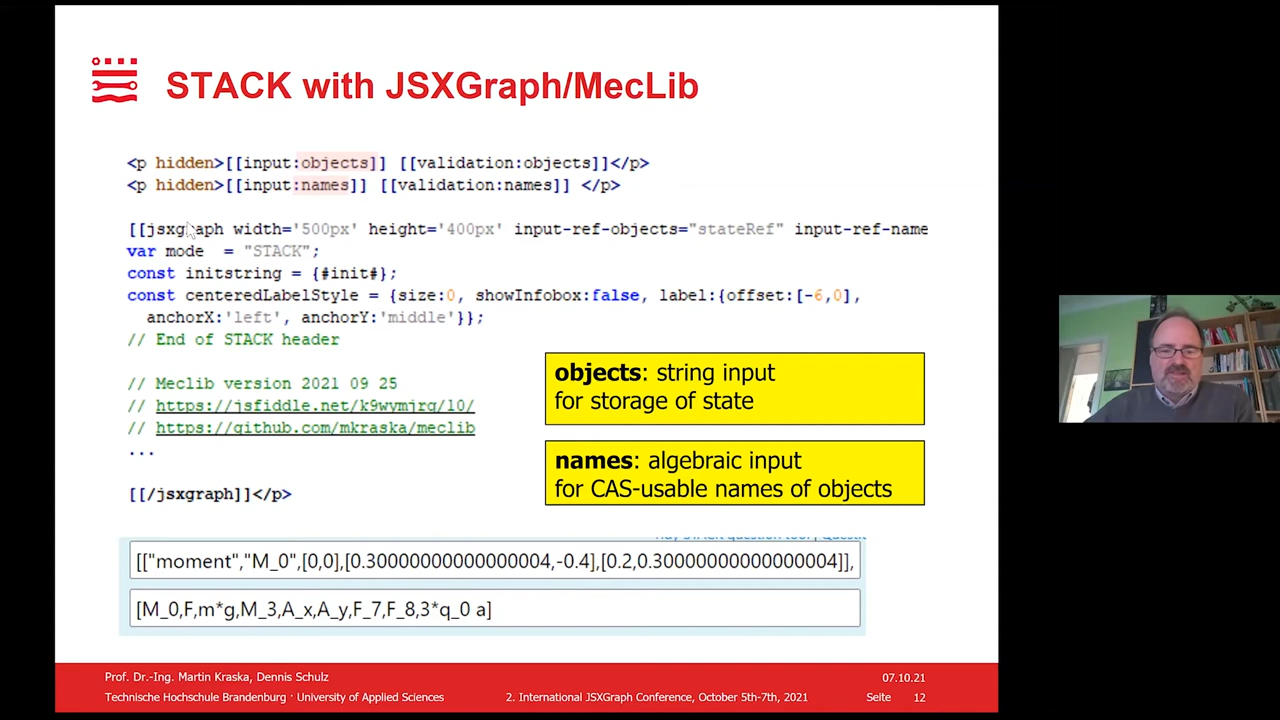 STACK with JSXGraph/MecLib
<p hidden>[[input:objects]] [[validation:objects]]</p>
<p hidden>[[input:names]] [[validation:names]] </p>
[[jsxgraph width='500px' height='400px' input-ref-objects="stateRef" input-ref-name
var mode = "STACK";
const initstring = {#init#};
const centeredLabelStyle = {size:0, showInfobox:false, label:{offset:[-6,0],
anchorX:'left', anchorY:'middle'}};
// End of STACK header
// Meclib version 2021 09 25
// https://jsfiddle.net/k9wymjrg/10/
// https://github.com/mkraska/meclib
...
[[/jsxgraph]]</p>
objects: string input
for storage of state
names: algebraic input
for CAS-usable names of objects
[["moment","M_0",[0,0],[0.30000000000000004,-0.4],[0.2,0.30000000000000004]],
[M_0,F,m*g,M_3,A_x,A_y,F_7,F_8,3*q_0 a]
Prof. Dr.-Ing. Martin Kraska, Dennis Schulz
07.10.21
Technische Hochschule Brandenburg · University of Applied Sciences
2. International JSXGraph Conference, October 5th-7th, 2021
Seite 12